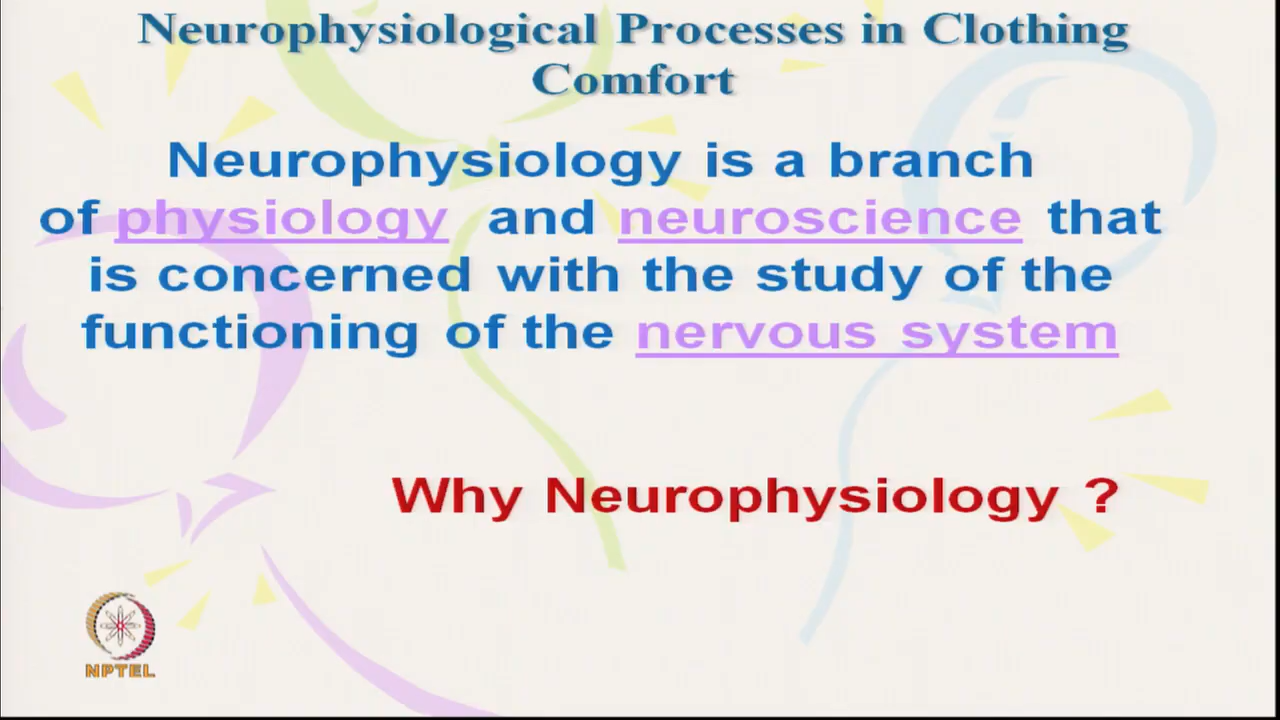 Neurophysiological Processes in Clothing
Comfort
Neurophysiology is a branch
of physiology and neuroscience that
is concerned with the study of the
functioning of the nervous system
Why Neurophysiology ?
NPTEL